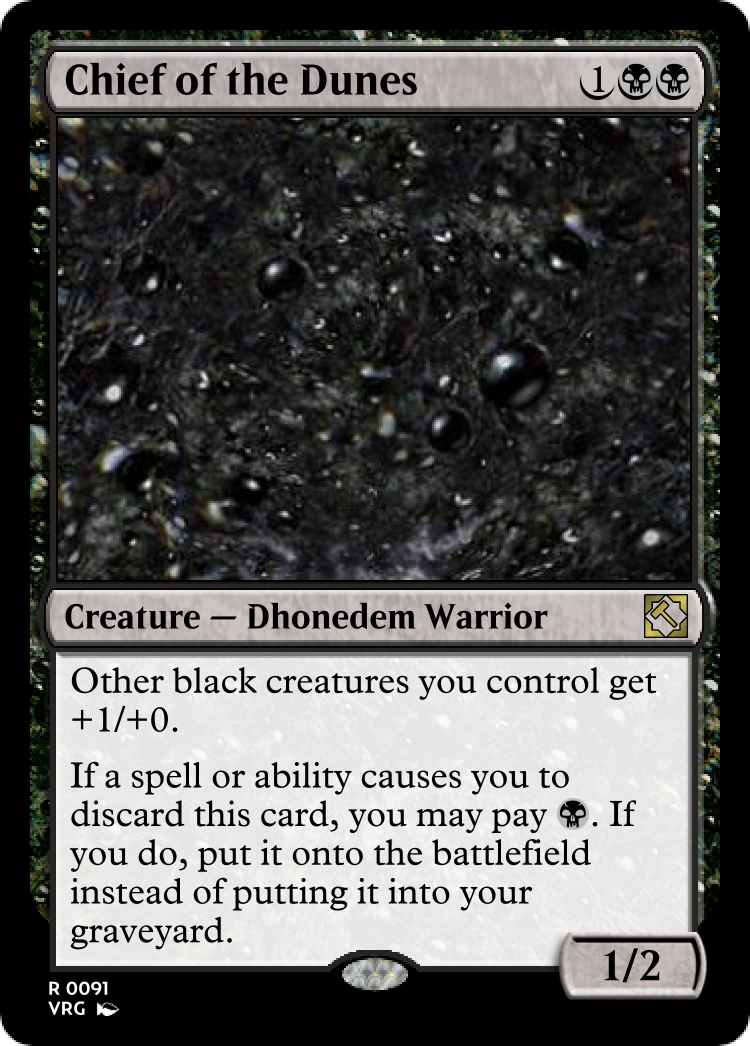 Chief of the Dunes 1
Creature — Dhonedem Warrior
Other black creatures you control get
+1/+0.
If a spell or ability causes you to
discard this card, you may pay . If
you do, put it onto the battlefield
instead of putting it into your
graveyard.
1/2
R 0091
VRG